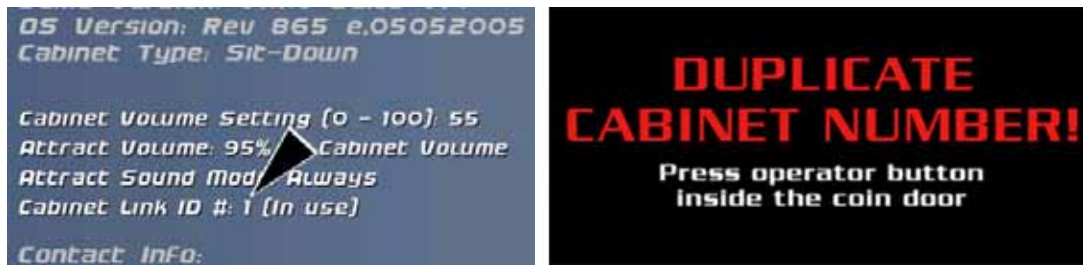 OS Version: Rev 865 e.05052005
Cabinet Type: Sit-Down
Cabinet Volume Setting (0 - 100): 55
Attract Volume: 95% Cabinet Volume
Attract Sound Mode: Always
Cabinet Link ID #: 1 (In use)
Contact Info:
DUPLICATE
CABINET NUMBER!
Press operator button
inside the coin door